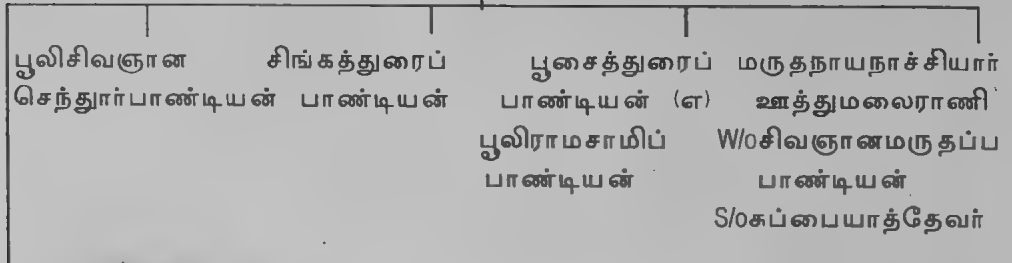 பூலிசிவஞான சிங்கத்துரைப் பூசைத்துரைப் மருதநாயநாச்சியார்
செந்தூர்பாண்டியன் பாண்டியன் பாண்டியன் (எ) ஊத்துமலைராணி
பூலிராமசாமிப் W/oசிவஞானமருதப்ப
பாண்டியன் பாண்டியன்
S/oசுப்பையாத்தேவர்